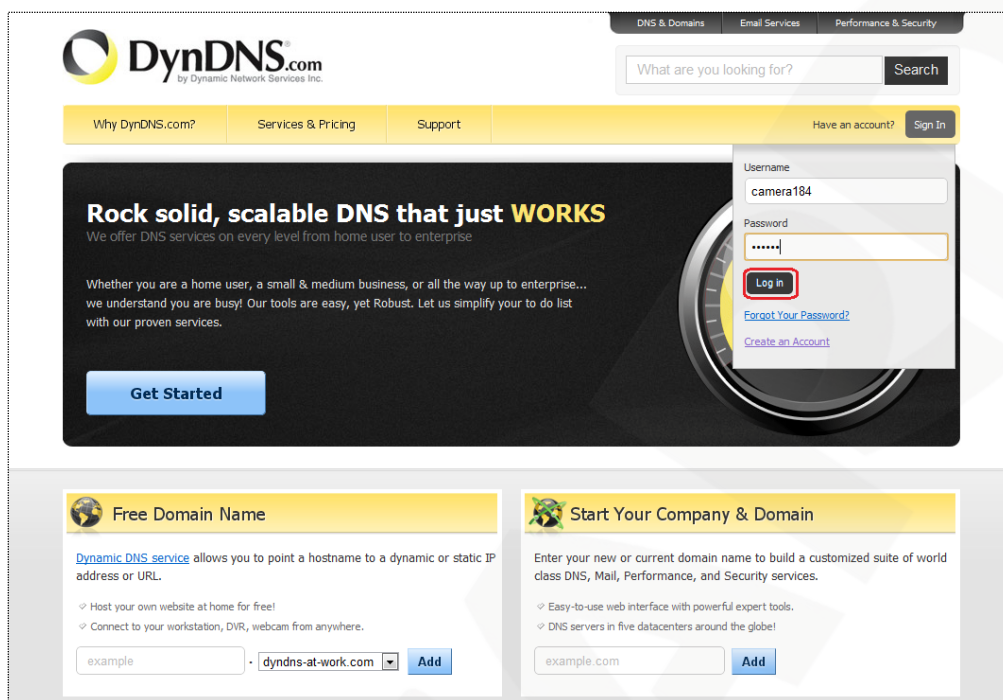 DNS & Domains
Email Services
Performance & Security
DynDNS.com
by Dynamic Network Services Inc.
What are you looking for?
Search
Why DynDNS.com?
Services & Pricing
Support
Have an account?
Sign In
Username
camera184
Password
••••••
Log in
Forgot Your Password?
Create an Account
Rock solid, scalable DNS that just WORKS
We offer DNS services on every level from home user to enterprise
Whether you are a home user, a small & medium business, or all the way up to enterprise...
we understand you are busy! Our tools are easy, yet Robust. Let us simplify your to do list
with our proven services.
Get Started
Free Domain Name
Dynamic DNS service allows you to point a hostname to a dynamic or static IP
address or URL.
Host your own website at home for free!
Connect to your workstation, DVR, webcam from anywhere.
example
. dyndns-at-work.com
Add
Start Your Company & Domain
Enter your new or current domain name to build a customized suite of world
class DNS, Mail, Performance, and Security services.
Easy-to-use web interface with powerful expert tools.
DNS servers in five datacenters around the globe!
example.com
Add